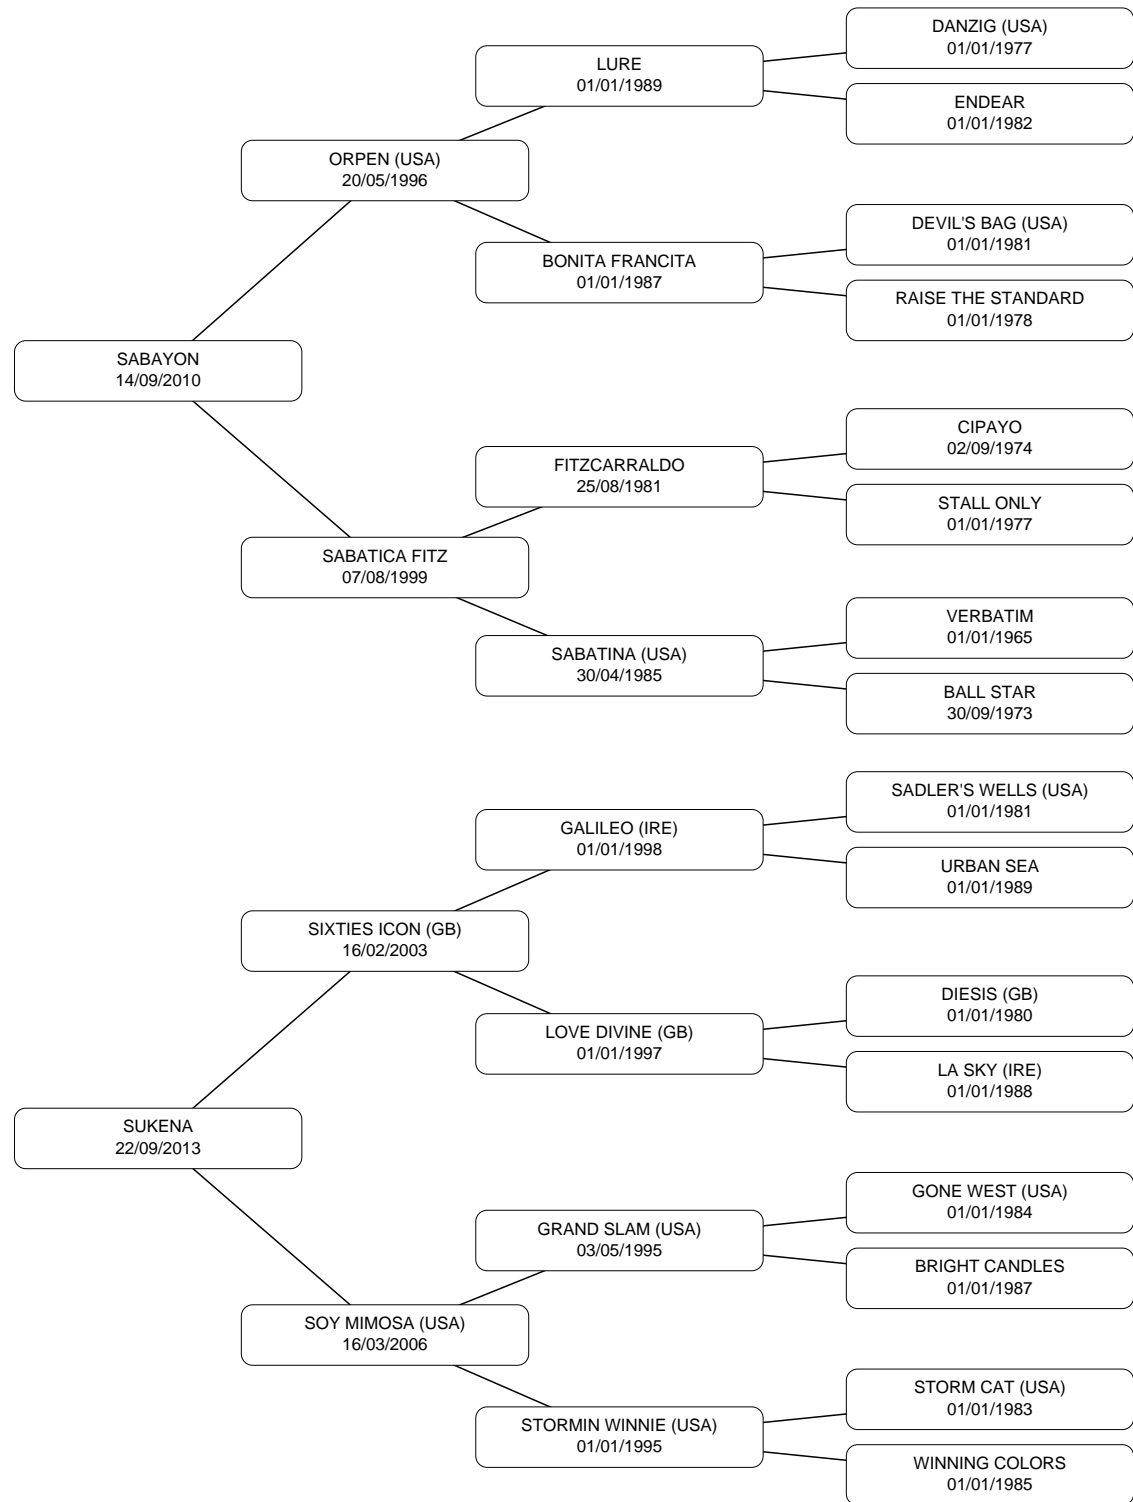 DANZIG (USA)
01/01/1977
LURE
01/01/1989
ENDEAR
01/01/1982
ORPEN (USA)
20/05/1996
DEVIL'S BAG (USA)
01/01/1981
BONITA FRANCITA
01/01/1987
RAISE THE STANDARD
01/01/1978
SABAYON
14/09/2010
CIPAYO
02/09/1974
FITZCARRALDO
25/08/1981
STALL ONLY
01/01/1977
SABATICA FITZ
07/08/1999
VERBATIM
01/01/1965
SABATINA (USA)
30/04/1985
BALL STAR
30/09/1973
SADLER'S WELLS (USA)
01/01/1981
GALILEO (IRE)
01/01/1998
URBAN SEA
01/01/1989
SIXTIES ICON (GB)
16/02/2003
DIESIS (GB)
01/01/1980
LOVE DIVINE (GB)
01/01/1997
LA SKY (IRE)
01/01/1988
SUKENA
22/09/2013
GONE WEST (USA)
01/01/1984
GRAND SLAM (USA)
03/05/1995
BRIGHT CANDLES
01/01/1987
SOY MIMOSA (USA)
16/03/2006
STORM CAT (USA)
01/01/1983
STORMIN WINNIE (USA)
01/01/1995
WINNING COLORS
01/01/1985